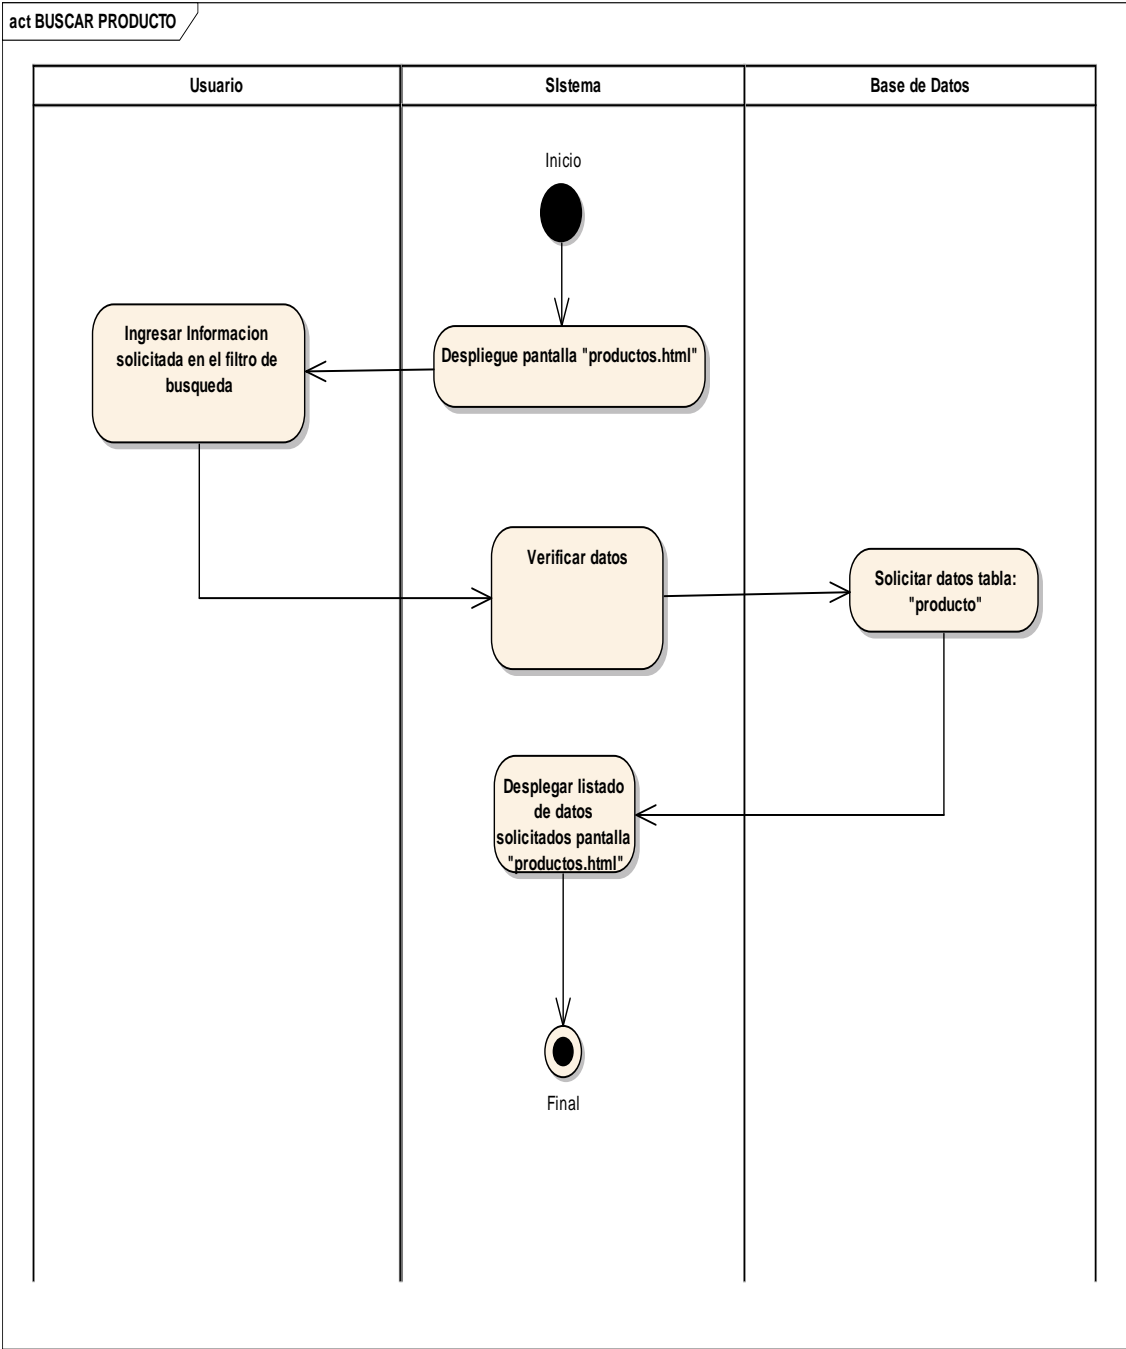 act BUSCAR PRODUCTO
Usuario
SIstema
Base de Datos
Inicio
Ingresar Informacion
solicitada en el filtro de
busqueda
Despliegue pantalla "productos.html"
Verificar datos
Solicitar datos tabla:
"producto"
Desplegar listado
de datos
solicitados pantalla
"productos.html"
Final